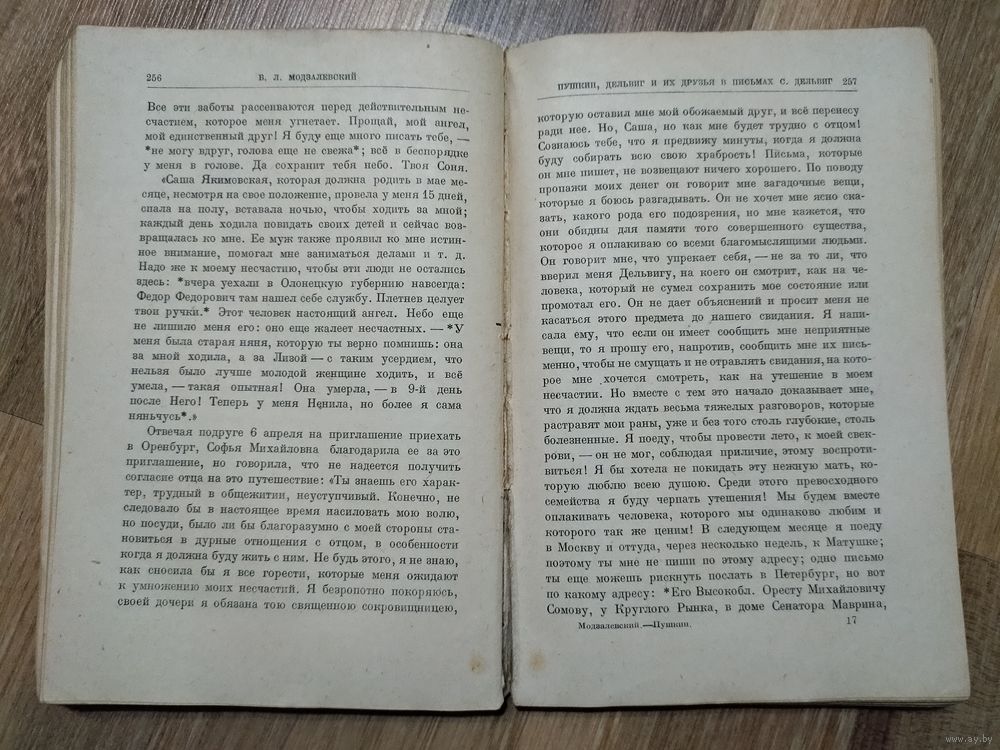 256
В. Л. МОДЗАЛЕВСКИЙ
Все эти заботы рассеиваются перед действительным не-
счастием, которое меня угнетает. Прощай, мой ангел,
мой единственный друг! Я буду еще много писать тебе, —
*не могу вдруг, голова еще не свежа*; всё в беспорядке
у меня в голове. Да сохранит тебя небо. Твоя Соня.
«Саша Якимовская, которая должна родить в мае ме-
сяце, несмотря на свое положение, провела у меня 15 дней,
спала на полу, вставала ночью, чтобы ходить за мной;
каждый день ходила повидать своих детей и сейчас воз-
вращалась ко мне. Ее муж также проявил ко мне истин-
ное внимание, помогал мне заниматься делами и т. д.
Надо же к моему несчастию, чтобы эти люди не остались
здесь: *вчера уехали в Олонецкую губернию навсегда:
Федор Федорович там нашел себе службу. Плетнев целует
твои ручки.* Этот человек настоящий ангел. Небо еще
не лишило меня его: оно еще жалеет несчастных. — *У
меня была старая няня, которую ты верно помнишь: она
за мной ходила, а за Лизой — с таким усердием, что
нельзя было лучше молодой женщине ходить, и всё
умела, — такая опытная! Она умерла, — в 9-й день
после Него! Теперь у меня Ненила, но более я сама
няньчусь*.»
Отвечая подруге 6 апреля на приглашение приехать
в Оренбург, Софья Михайловна благодарила ее за это
приглашение, но говорила, что не надеется получить
согласие отца на это путешествие: «Ты знаешь его харак-
тер, трудный в общежитии, неуступчивый. Конечно, не
следовало бы в настоящее время насиловать мою волю,
но посуди, было ли бы благоразумно с моей стороны ста-
новиться в дурные отношения с отцом, в особенности
когда я должна буду жить с ним. Не будь этого, я не знаю,
как сносила бы я все горести, которые меня ожидают
к умножению моих несчастий. Я безропотно покоряюсь,
своей дочери я обязана тою священною сокровищницею,
ПУШКИН, ДЕЛЬВИГ И ИХ ДРУЗЬЯ В ПИСЬМАХ С. ДЕЛЬВИГ 257
которую оставил мне мой обожаемый друг, и всё перенесу
ради нее. Но, Саша, но как мне будет трудно с отцом!
Сознаюсь тебе, что я предвижу минуты, когда я должна
буду собирать всю свою храбрость! Письма, которые
он мне пишет, не возвещают ничего хорошего. По поводу
пропажи моих денег он говорит мне загадочные вещи,
которые я боюсь разгадывать. Он не хочет мне ясно ска-
зать, какого рода его подозрения, но мне кажется, что
они обидны для памяти того совершенного существа,
которое я оплакиваю со всеми благомыслящими людьми.
Он говорит мне, что упрекает себя, — не за то ли, что
вверил меня Дельвигу, на коего он смотрит, как на че-
ловека, который не сумел сохранить мое состояние или
промотал его. Он не дает объяснений и просит меня не
касаться этого предмета до нашего свидания. Я напи-
сала ему, что если он имеет сообщить мне неприятные
вещи, то я прошу его, напротив, сообщить мне их пись-
менно, чтобы не смущать и не отравлять свидания, на кото-
рое мне хочется смотреть, как на утешение в моем
несчастии. Но вместе с тем это начало доказывает мне,
что я должна ждать весьма тяжелых разговоров, которые
растравят мои раны, уже и без того столь глубокие, столь
болезненные. Я поеду, чтобы провести лето, к моей свек-
рови, — он не мог, соблюдая приличие, этому воспроти-
виться! Я бы хотела не покидать эту нежную мать, ко-
торую люблю всею душою. Среди этого превосходного
семейства я буду черпать утешения! Мы будем вместе
оплакивать человека, которого мы одинаково любим и
которого так же ценим! В следующем месяце я поеду
в Москву и оттуда, через несколько недель, к Матушке;
поэтому ты мне не пиши по этому адресу; одно письмо
ты еще можешь рискнуть послать в Петербург, но вот
по какому адресу: *Его Высокобл. Оресту Михайловичу
Сомову, у Круглого Рынка, в доме Сенатора Маврина,
Модзалевский.—Пушкин.
17
www.ay.by